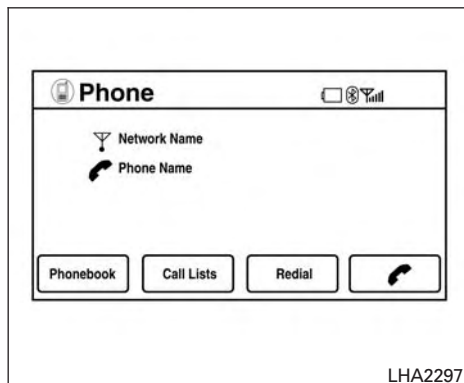 Phone
Network Name
Phone Name
Phonebook Call Lists Redial
LHA2297